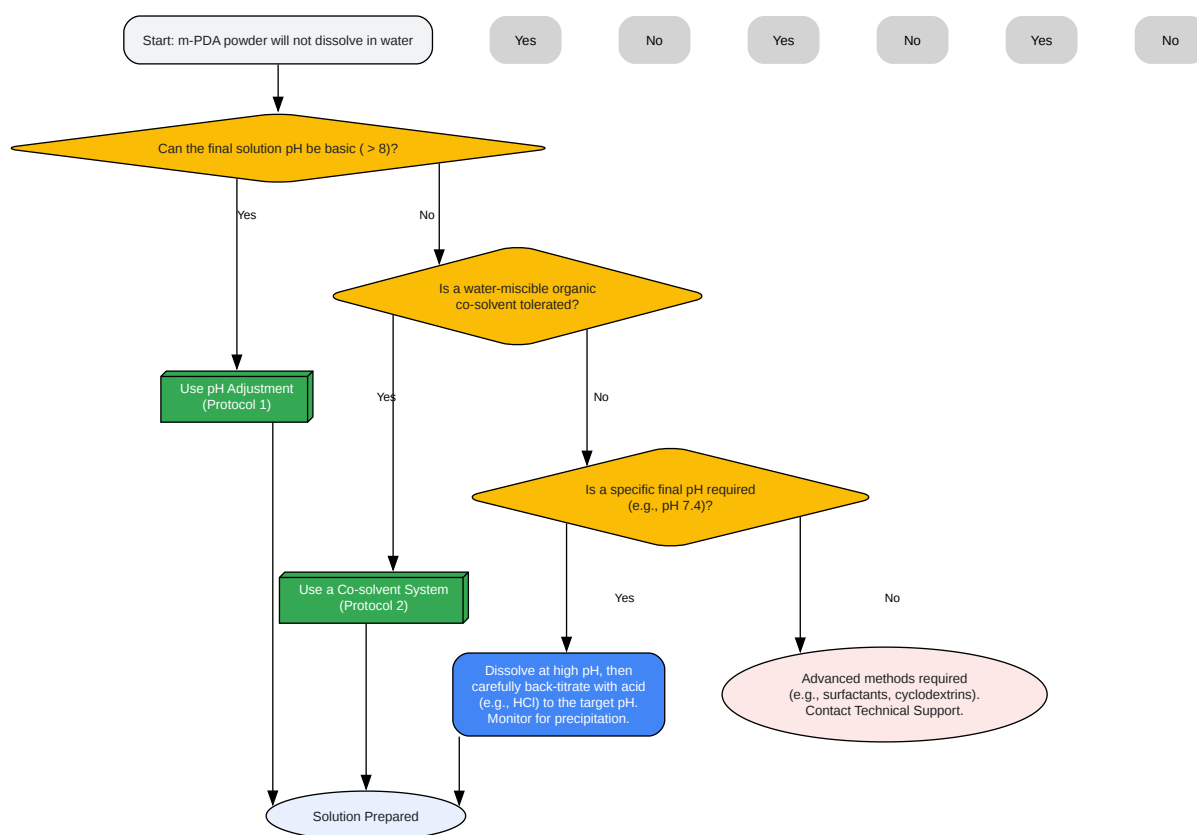 Start: m-PDA powder will not dissolve in water
Yes
No
Yes
No
Yes
No
Can the final solution pH be basic ( > 8)?
Yes
No
Is a water-miscible organic
co-solvent tolerated?
Use pH Adjustment
(Protocol 1)
Yes
No
Is a specific final pH required
(e.g., pH 7.4)?
Use a Co-solvent System
(Protocol 2)
Yes
No
Dissolve at high pH, then
carefully back-titrate with acid
(e.g., HCl) to the target pH.
Monitor for precipitation.
Advanced methods required
(e.g., surfactants, cyclodextrins).
Contact Technical Support.
Solution Prepared